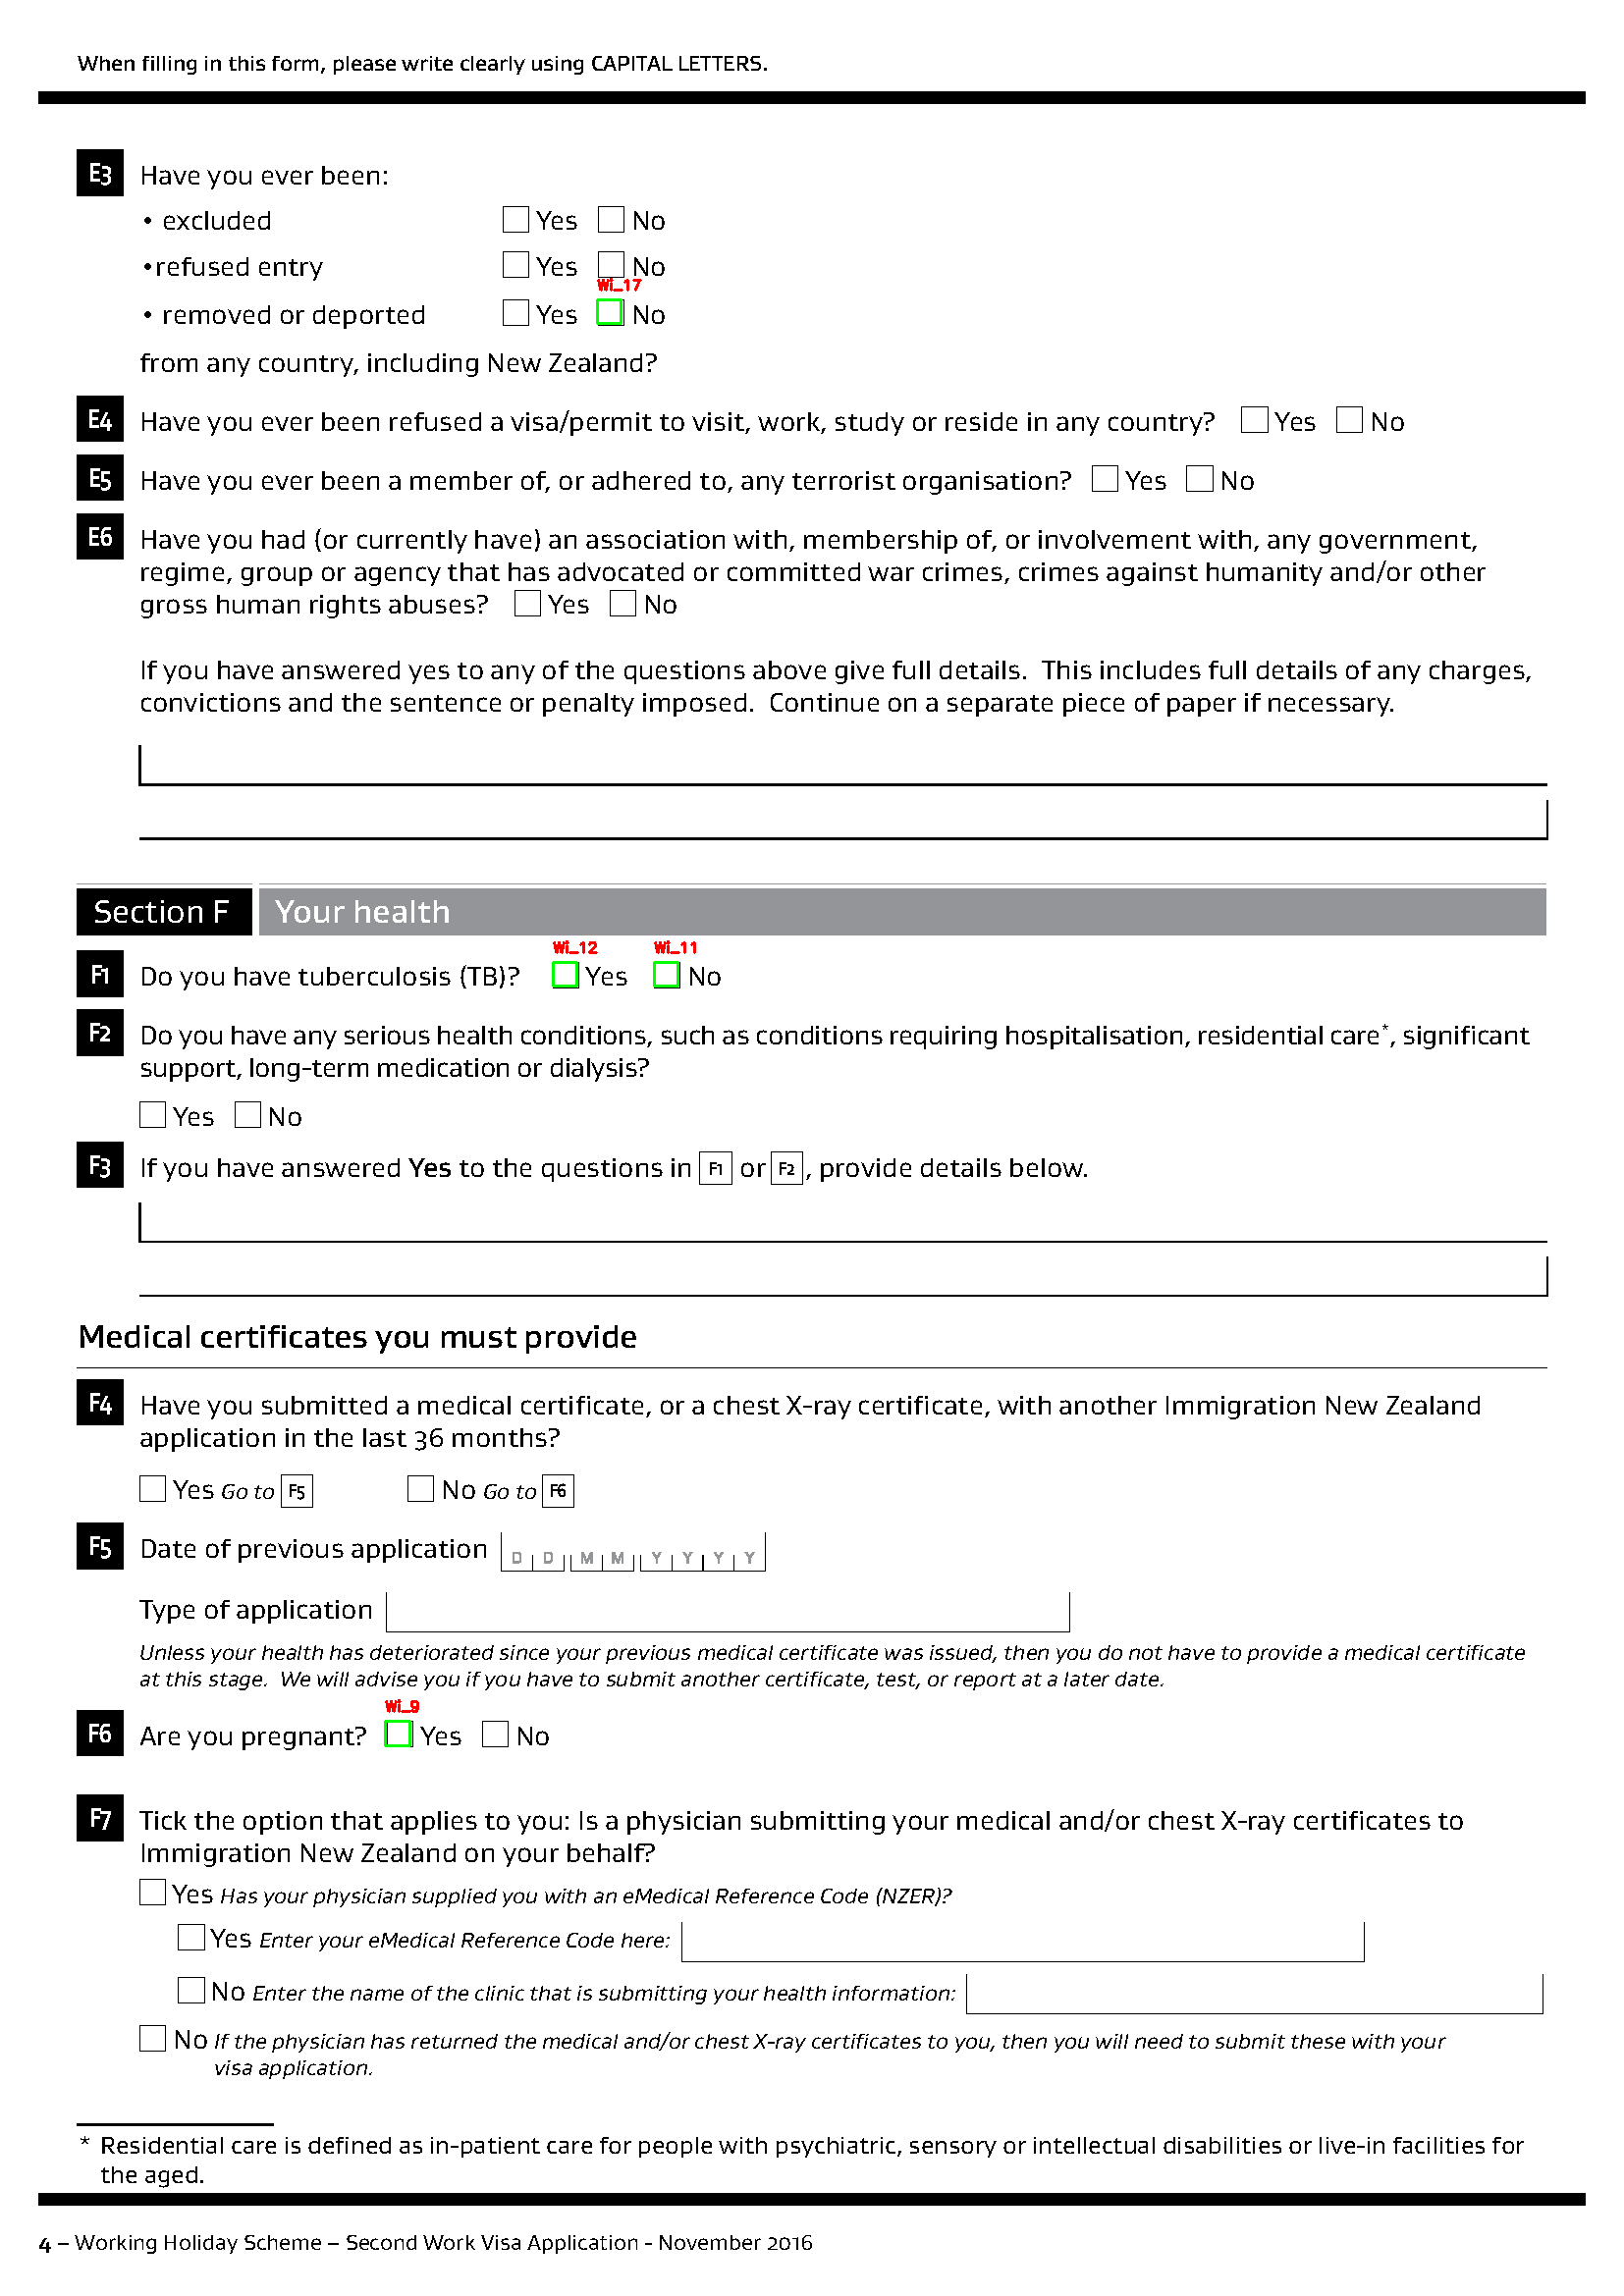 When filling in this form, please write clearly using CAPITAL LETTERS.
E3 Have you ever been:
• excluded Yes No
•refused entry Yes No
Wi_17
• removed or deported Yes No
from any country, including New Zealand?
E4 Have you ever been refused a visa/permit to visit, work, study or reside in any country? Yes No
E5 Have you ever been a member of, or adhered to, any terrorist organisation? Yes No
E6 Have you had (or currently have) an association with, membership of, or involvement with, any government,
regime, group or agency that has advocated or committed war crimes, crimes against humanity and/or other
gross human rights abuses? Yes No
If you have answered yes to any of the questions above give full details. This includes full details of any charges,
convictions and the sentence or penalty imposed. Continue on a separate piece of paper if necessary.
Section F Your health
Wi_12 Wi_11
F1 Do you have tuberculosis (TB)? Yes No
F2 Do you have any serious health conditions, such as conditions requiring hospitalisation, residential care*, significant
support, long-term medication or dialysis?
Yes No
F3 If you have answered Yes to the questions in F1 or F2, provide details below.
Medical certificates you must provide
F4 Have you submitted a medical certificate, or a chest X-ray certificate, with another Immigration New Zealand
application in the last 36 months?
Yes Go to F5 No Go to F6
F5 Date of previous application D D M M Y Y Y Y
Type of application
Unless your health has deteriorated since your previous medical certificate was issued, then you do not have to provide a medical certificate
at this stage. We will advise you if you have to submit another certificate, test, or report at a later date.
Wi_9
F6 Are you pregnant? Yes No
F7 Tick the option that applies to you: Is a physician submitting your medical and/or chest X-ray certificates to
Immigration New Zealand on your behalf?
Yes Has your physician supplied you with an eMedical Reference Code (NZER)?
Yes Enter your eMedical Reference Code here:
No Enter the name of the clinic that is submitting your health information:
No If the physician has returned the medical and/or chest X-ray certificates to you, then you will need to submit these with your
visa application.
* Residential care is defined as in-patient care for people with psychiatric, sensory or intellectual disabilities or live-in facilities for
the aged.
4 – Working Holiday Scheme – Second Work Visa Application - November 2016